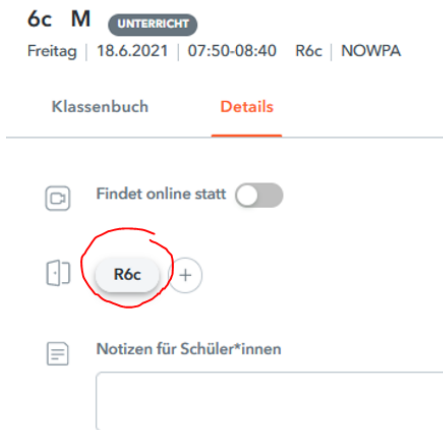 6c M UNTERRICHT
Freitag | 18.6.2021 | 07:50-08:40 R6c | NOWPA
Klassenbuch Details
Findet online statt
R6c +
Notizen für Schüler*innen